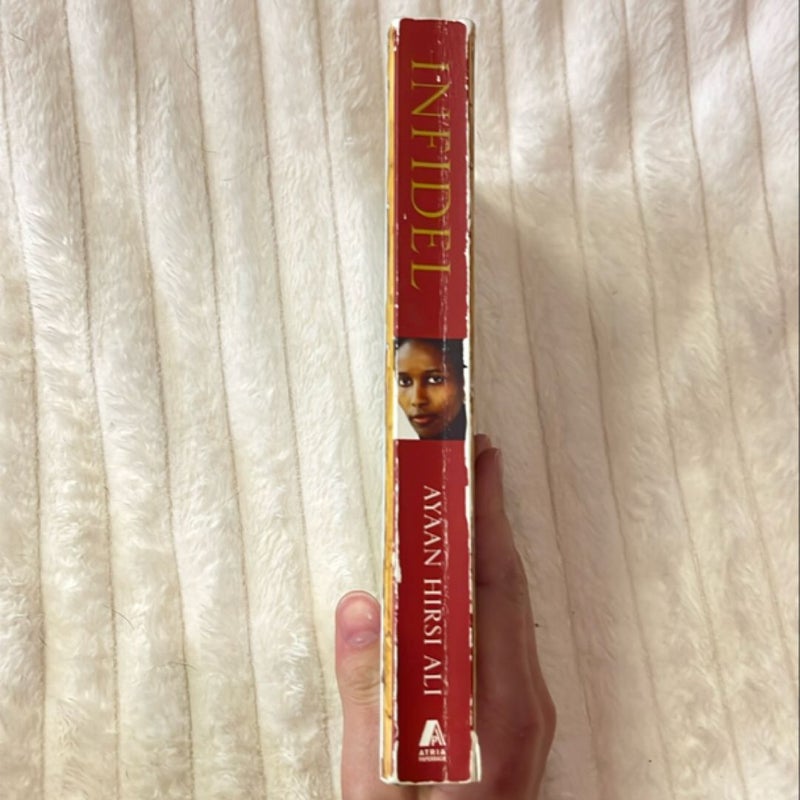 INFIDEL
AYAAN HIRSI ALI
A
ATRIA
PAPERBACK